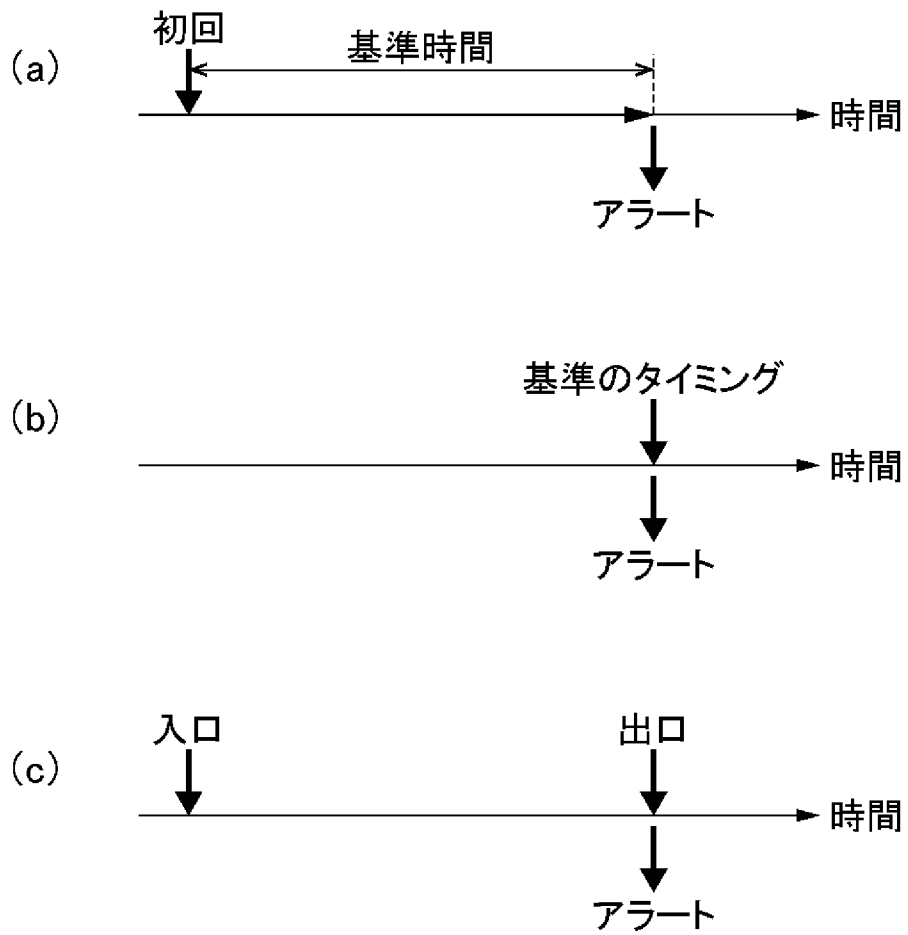 初回
(a)
基準時間
時間
アラート
基準のタイミング
(b)
時間
アラート
入口
出口
(c)
時間
アラート